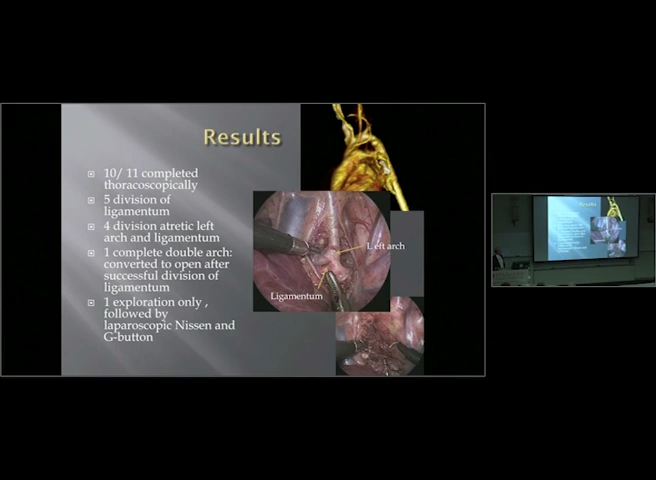 Results
10/ 11 completed
thoracoscopically
5 division of
ligamentum
4 division atretic left
arch and ligamentum
1 complete double arch:
converted to open after
successful division of
ligamentum
1 exploration only ,
followed by
laparoscopic Nissen and
G-button
Left arch
Ligamentum
Results